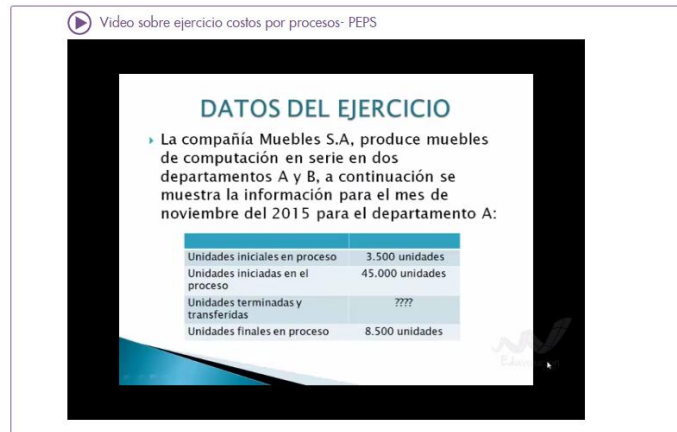 Video sobre ejercicio costos por procesos- PEPS
DATOS DEL EJERCICIO
La compañía Muebles S.A, produce muebles
de computación en serie en dos
departamentos A y B, a continuación se
muestra la información para el mes de
noviembre del 2015 para el departamento A:
Unidades iniciales en proceso 3.500 unidades
Unidades iniciadas en el 45.000 unidades
proceso
Unidades terminadas y ????
transferidas
Unidades finales en proceso 8.500 unidades